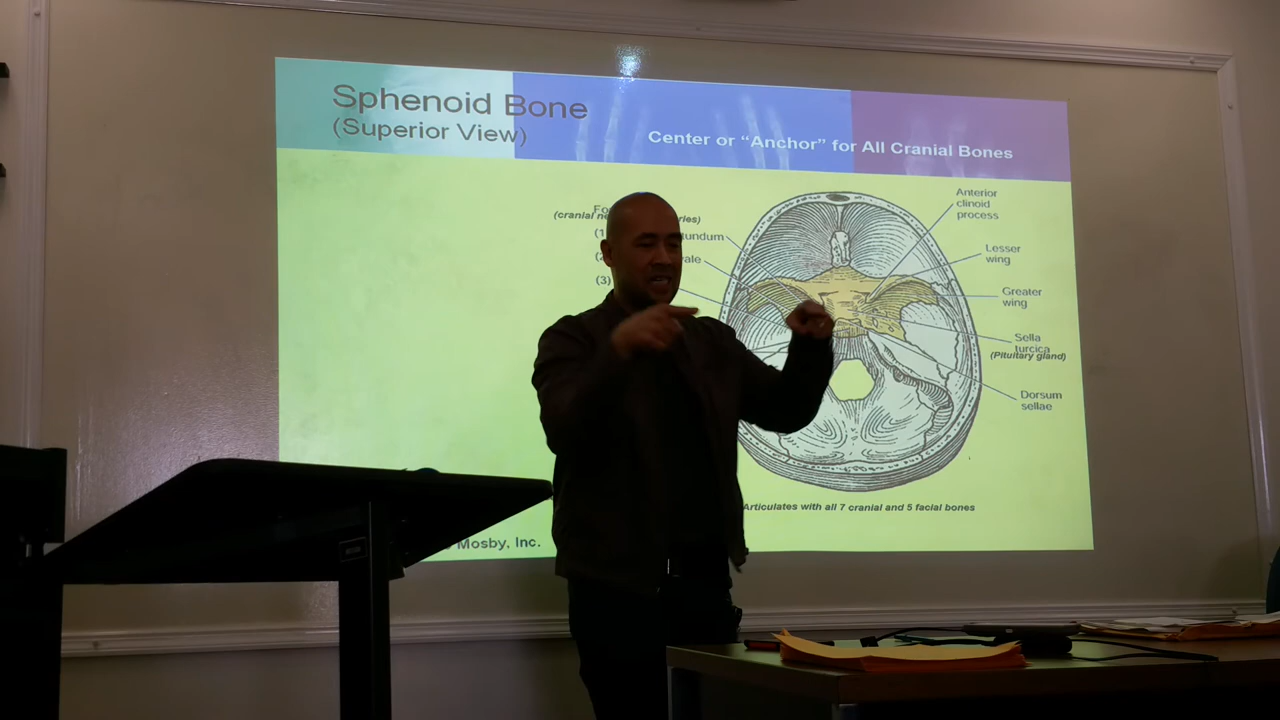 Sphenoid Bone
(Superior View)
Center or “Anchor” for All Cranial Bones
Anterior
clinoid
process
(cranial
(1
Lesser
wing
(3)
Greater
wing
Sella
turcica
(Pituitary gland)
Dorsum
sellae
Articulates with all 7 cranial and 5 facial bones
Mosby, Inc.